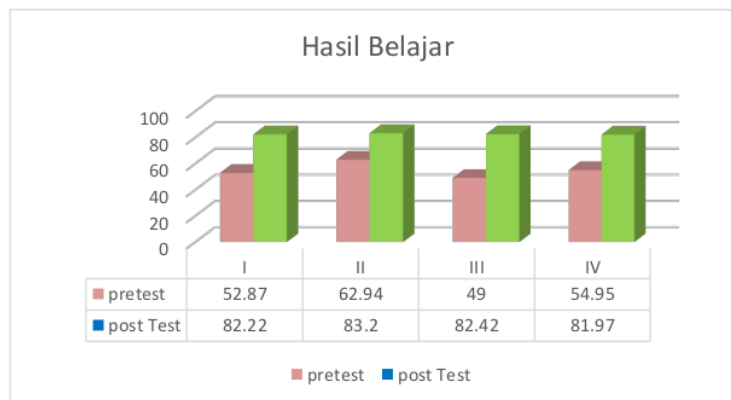 Hasil Belajar
100
80
60
40
20
0
I II III IV
pretest 52.87 62.94 49 54.95
post Test 82.22 83.2 82.42 81.97
pretest post Test